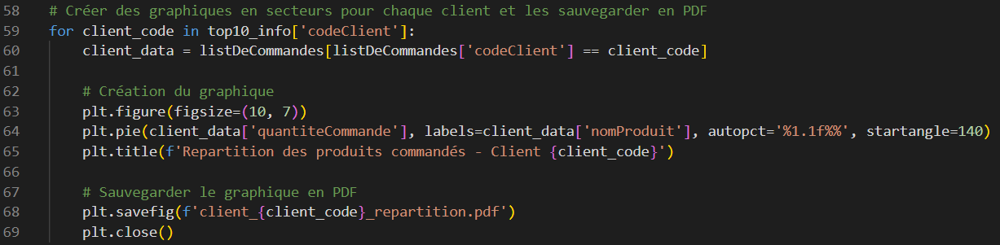 58 # Créer des graphiques en secteurs pour chaque client et les sauvegarder en PDF
59 for client_code in top10_info['codeClient']:
60     client_data = listDeCommandes[listDeCommandes['codeClient'] == client_code]
61
62     # Création du graphique
63     plt.figure(figsize=(10, 7))
64     plt.pie(client_data['quantiteCommande'], labels=client_data['nomProduit'], autopct='%1.1f%%', startangle=140)
65     plt.title(f'Repartition des produits commandés - Client {client_code}')
66
67     # Sauvegarder le graphique en PDF
68     plt.savefig(f'client_{client_code}_repartition.pdf')
69     plt.close()